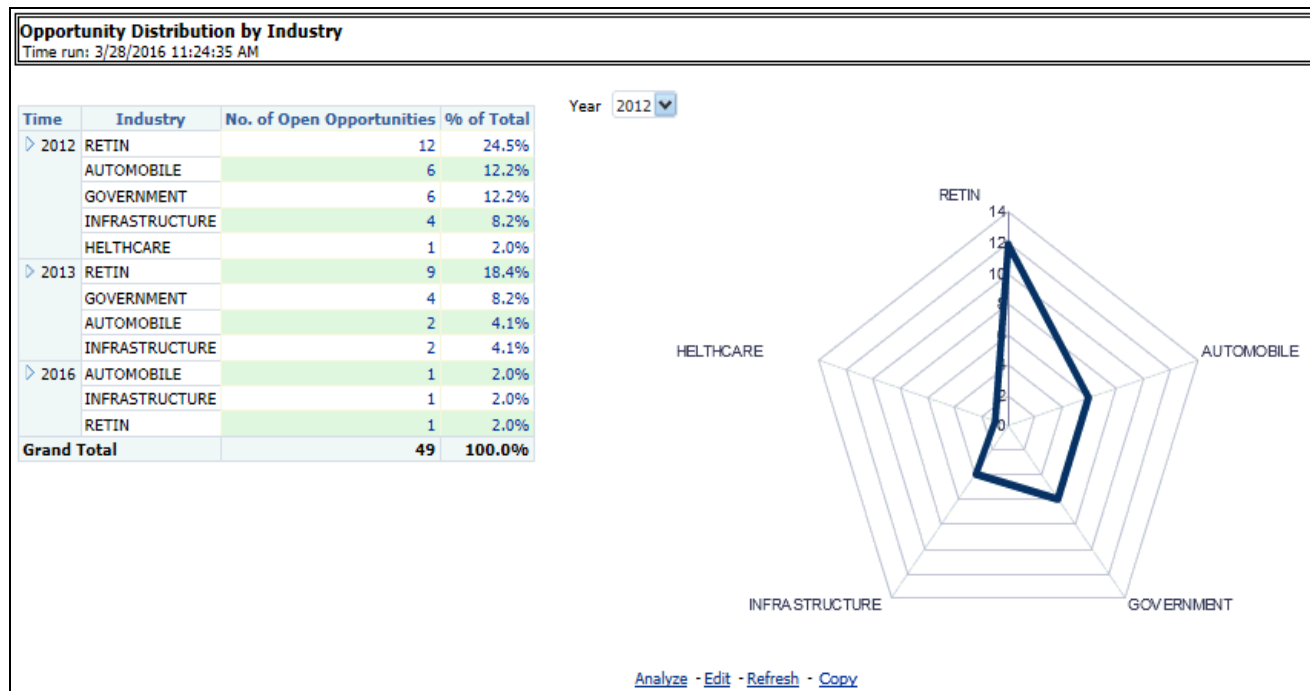 Opportunity Distribution by Industry
Time run: 3/28/2016 11:24:35 AM
Time Industry No. of Open Opportunities % of Total
2012 RETIN 12 24.5%
AUTOMOBILE 6 12.2%
GOVERNMENT 6 12.2%
INFRASTRUCTURE 4 8.2%
HELTHCARE 1 2.0%
2013 RETIN 9 18.4%
GOVERNMENT 4 8.2%
AUTOMOBILE 2 4.1%
INFRASTRUCTURE 2 4.1%
2016 AUTOMOBILE 1 2.0%
INFRASTRUCTURE 1 2.0%
RETIN 1 2.0%
Grand Total 49 100.0%
Year 2012
RETIN
14
12
10
8
6
4
2
0
HELTHCARE
AUTOMOBILE
INFRASTRUCTURE
GOVERNMENT
Analyze - Edit - Refresh - Copy